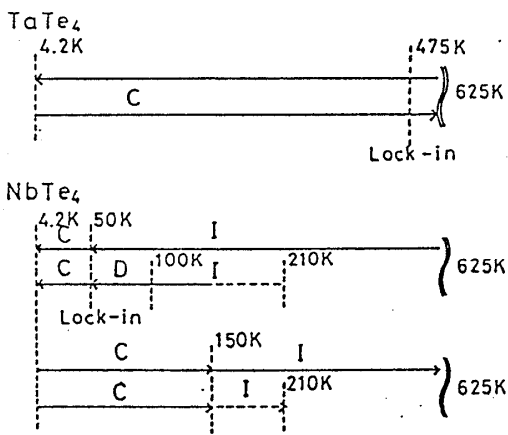 TaTe₄
4.2K 475K
625K
C
Lock-in
NbTe₄
4.2K 50K
C I
C D 100K I 210K 625K
Lock-in
150K
C I
C I 210K 625K